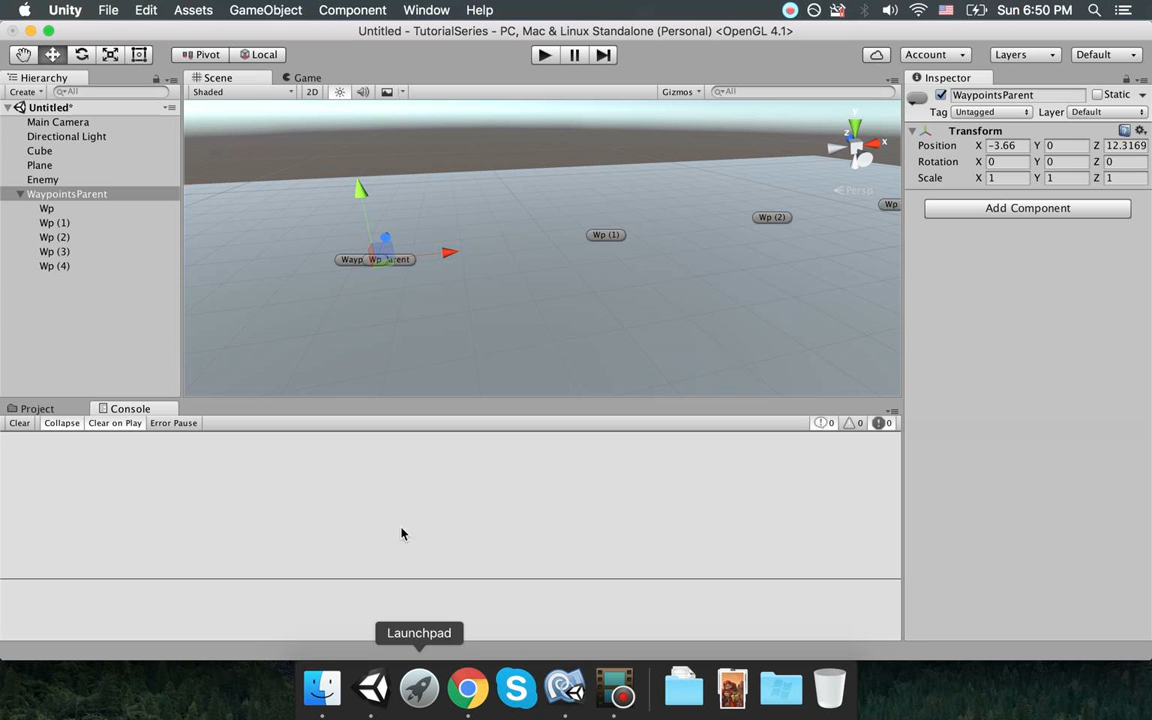 Unity File Edit Assets GameObject Component Window Help Sun 6:50 PM
Untitled - TutorialSeries - PC, Mac & Linux Standalone (Personal) <OpenGL 4.1>
Pivot Local Account Layers Default
Hierarchy
Create All
Untitled*
Main Camera
Directional Light
Cube
Plane
Enemy
WaypointsParent
Wp
Wp (1)
Wp (2)
Wp (3)
Wp (4)
Scene Game
Shaded 2D Gizmos All
y
z x
Persp
Wp
Wp (2)
Wp (1)
Wayp Wp arent
Inspector
WaypointsParent Static
Tag Untagged Layer Default
Transform
Position X -3.66 Y 0 Z 12.3169
Rotation X 0 Y 0 Z 0
Scale X 1 Y 1 Z 1
Add Component
Project Console
Clear Collapse Clear on Play Error Pause 0 0 0
Launchpad